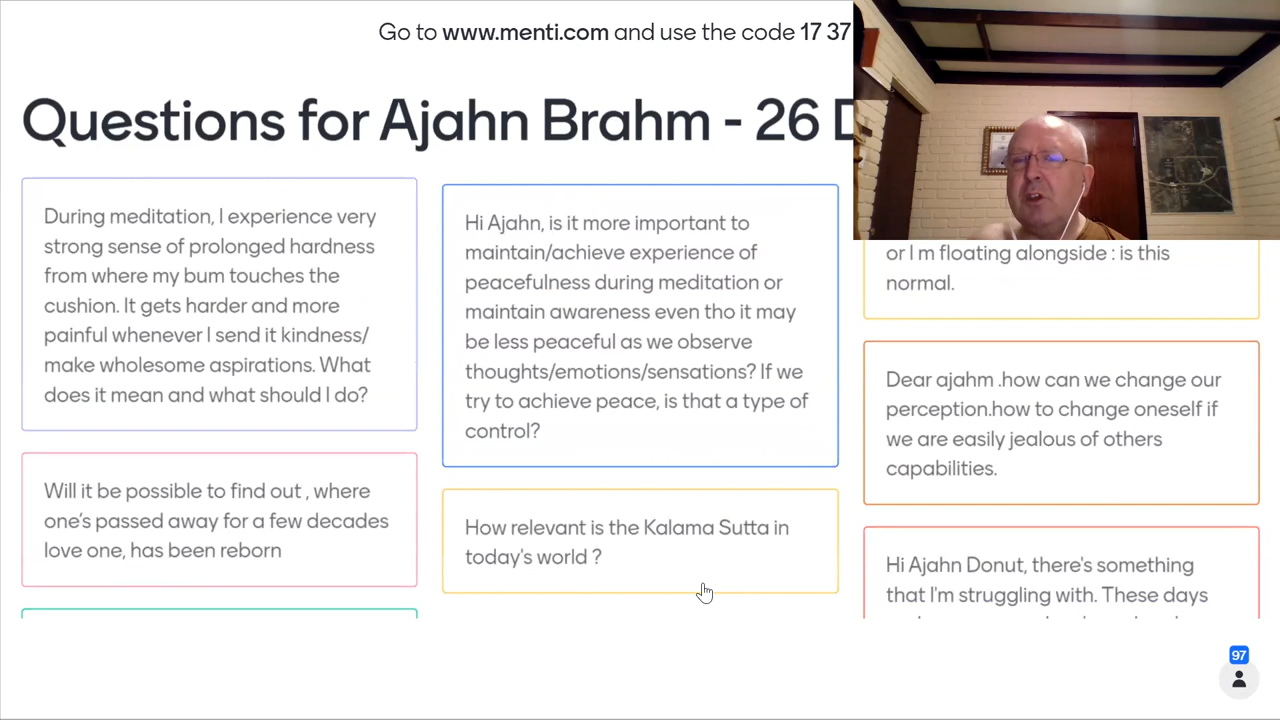 Go to www.menti.com and use the code 17 37
Questions for Ajahn Brahm - 26 D
During meditation, I experience very
strong sense of prolonged hardness
from where my bum touches the
cushion. It gets harder and more
painful whenever I send it kindness/
make wholesome aspirations. What
does it mean and what should I do?
Will it be possible to find out , where
one's passed away for a few decades
love one, has been reborn
Hi Ajahn, is it more important to
maintain/achieve experience of
peacefulness during meditation or
maintain awareness even tho it may
be less peaceful as we observe
thoughts/emotions/sensations? If we
try to achieve peace, is that a type of
control?
How relevant is the Kalama Sutta in
today's world ?
or I m floating alongside : is this
normal.
Dear ajahm .how can we change our
perception.how to change oneself if
we are easily jealous of others
capabilities.
Hi Ajahn Donut, there's something
that I'm struggling with. These days
97